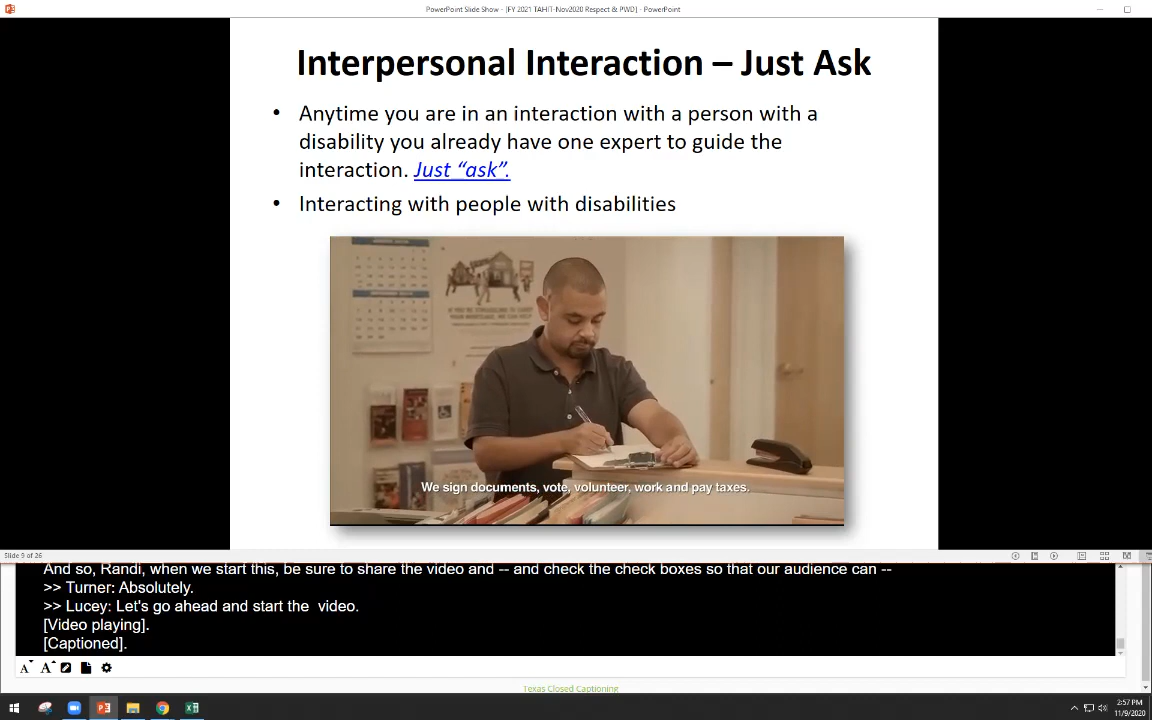 PowerPoint Slide Show - [FY 2021 TAHIT-Nov2020 Respect & PWD] - PowerPoint
Interpersonal Interaction – Just Ask
• Anytime you are in an interaction with a person with a
disability you already have one expert to guide the
interaction. Just “ask”.
• Interacting with people with disabilities
We sign documents, vote, volunteer, work and pay taxes.
Slide 9 of 26
And so, Randi, when we start this, be sure to share the video and -- and check the check boxes so that our audience can --
>> Turner: Absolutely.
>> Lucey: Let's go ahead and start the  video.
[Video playing].
[Captioned].
A A
Texas Closed Captioning
2:57 PM
11/9/2020